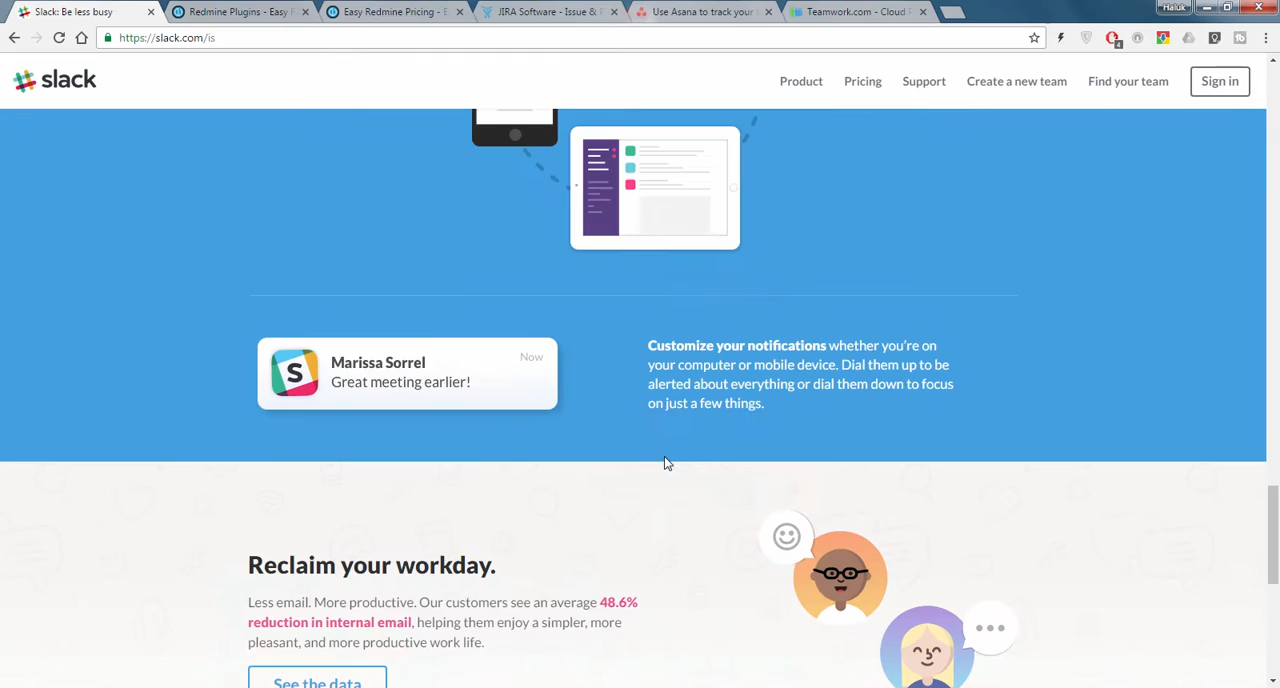 Slack: Be less busy
Redmine Plugins - Easy R
Easy Redmine Pricing - E
JIRA Software - Issue & P
Use Asana to track your
Teamwork.com - Cloud
Haluk
https://slack.com/is
slack
Product
Pricing
Support
Create a new team
Find your team
Sign in
S
Marissa Sorrel
Now
Great meeting earlier!
Customize your notifications whether you're on
your computer or mobile device. Dial them up to be
alerted about everything or dial them down to focus
on just a few things.
Reclaim your workday.
Less email. More productive. Our customers see an average 48.6%
reduction in internal email, helping them enjoy a simpler, more
pleasant, and more productive work life.
See the data